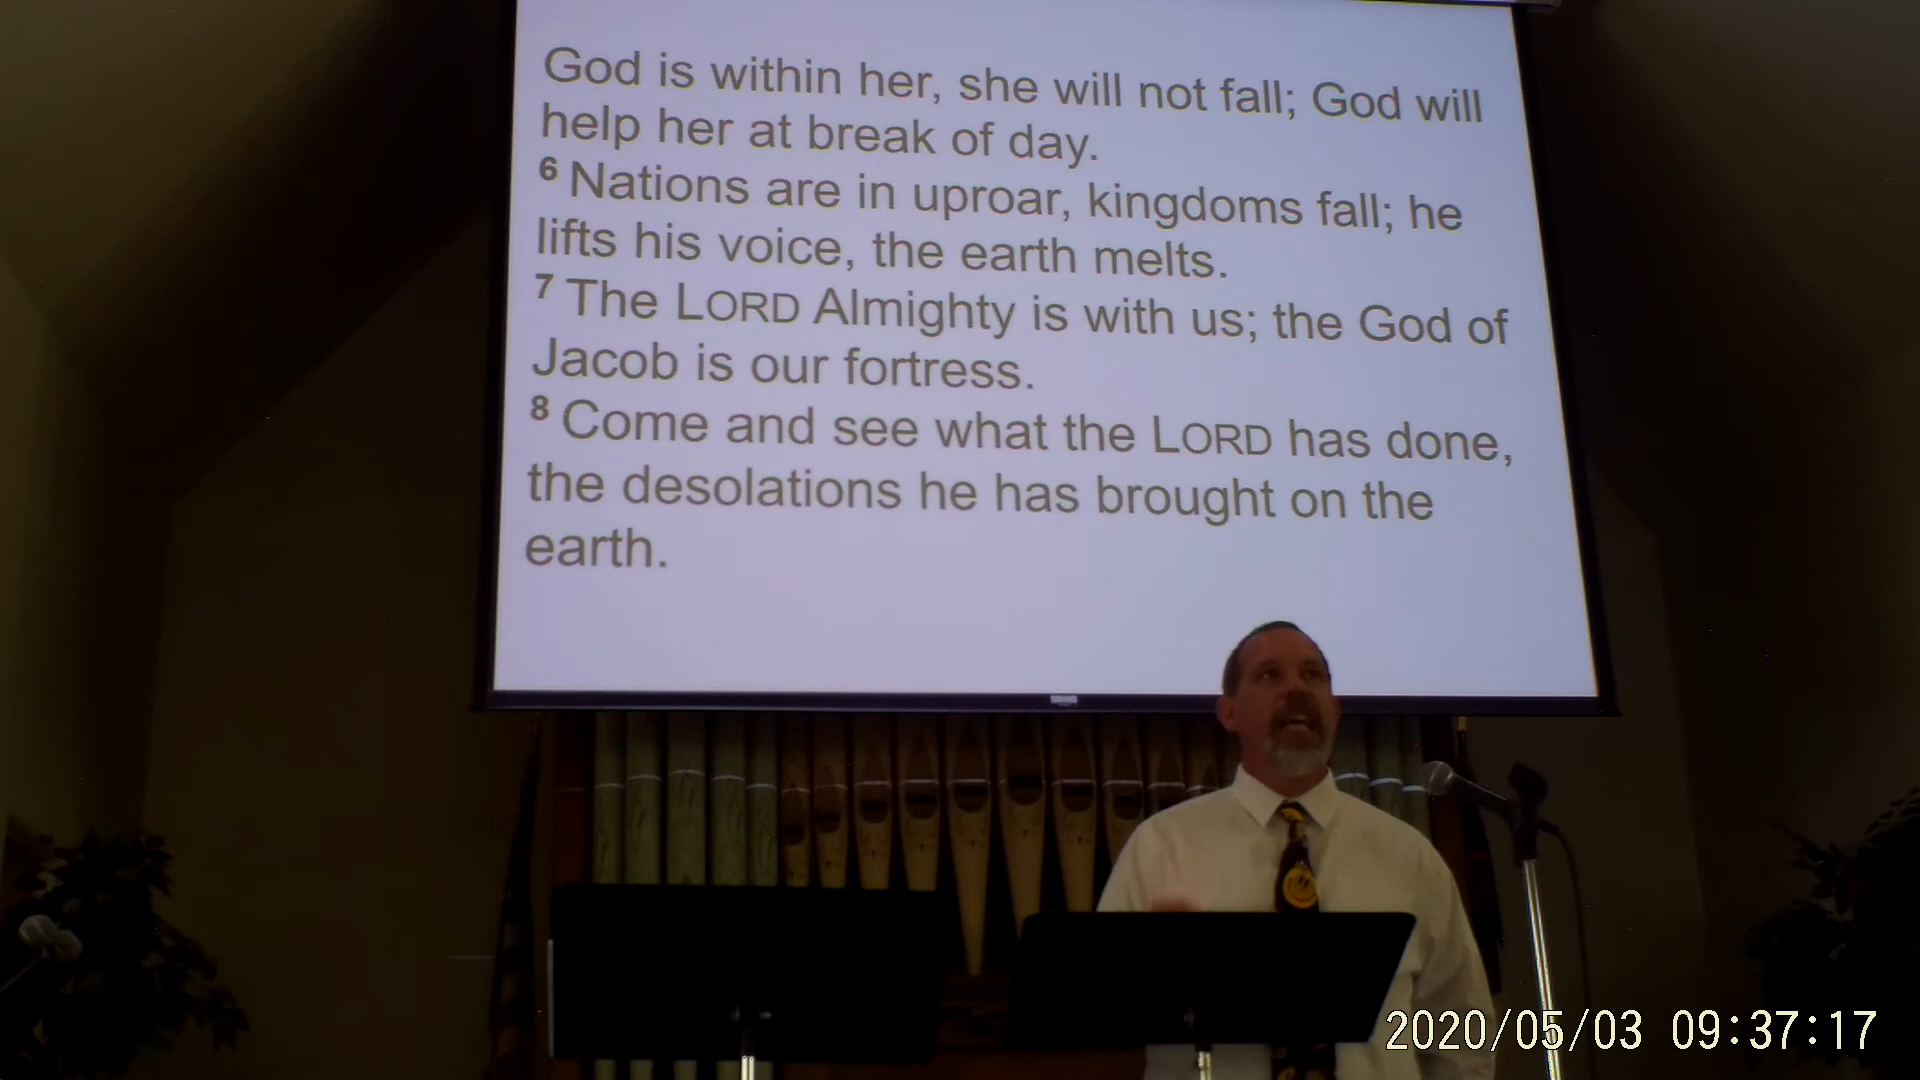 God is within her, she will not fall; God will
help her at break of day.
6 Nations are in uproar, kingdoms fall; he
lifts his voice, the earth melts.
7 The LORD Almighty is with us; the God of
Jacob is our fortress.
8 Come and see what the LORD has done,
the desolations he has brought on the
earth.
2020/05/03 09:37:17